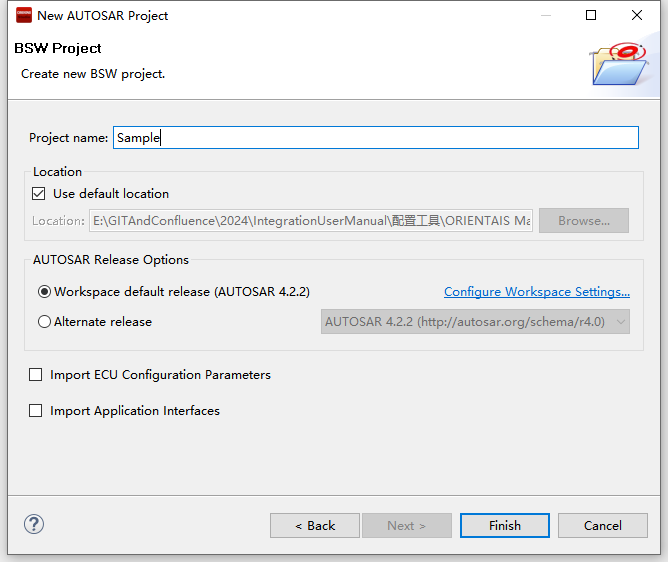 New AUTOSAR Project
BSW Project
Create new BSW project.
Project name: Sample
Location
Use default location
Location: E:\GITAndConfluence\2024\IntegrationUserManual\配置工具\ORIENTAIS Ma
Browse...
AUTOSAR Release Options
Workspace default release (AUTOSAR 4.2.2)
Configure Workspace Settings...
Alternate release
AUTOSAR 4.2.2 (http://autosar.org/schema/r4.0)
Import ECU Configuration Parameters
Import Application Interfaces
?
< Back
Next >
Finish
Cancel